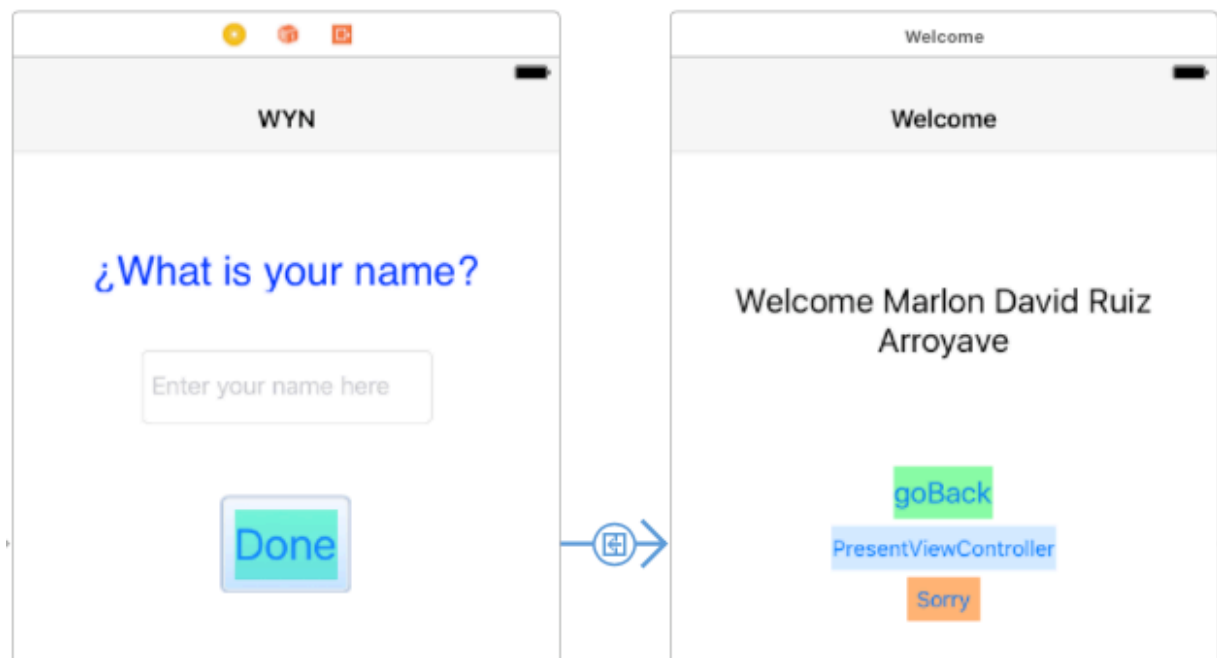 WYN
¿What is your name?
Enter your name here
Done
Welcome
Welcome
Welcome Marlon David Ruiz
Arroyave
goBack
PresentViewController
Sorry